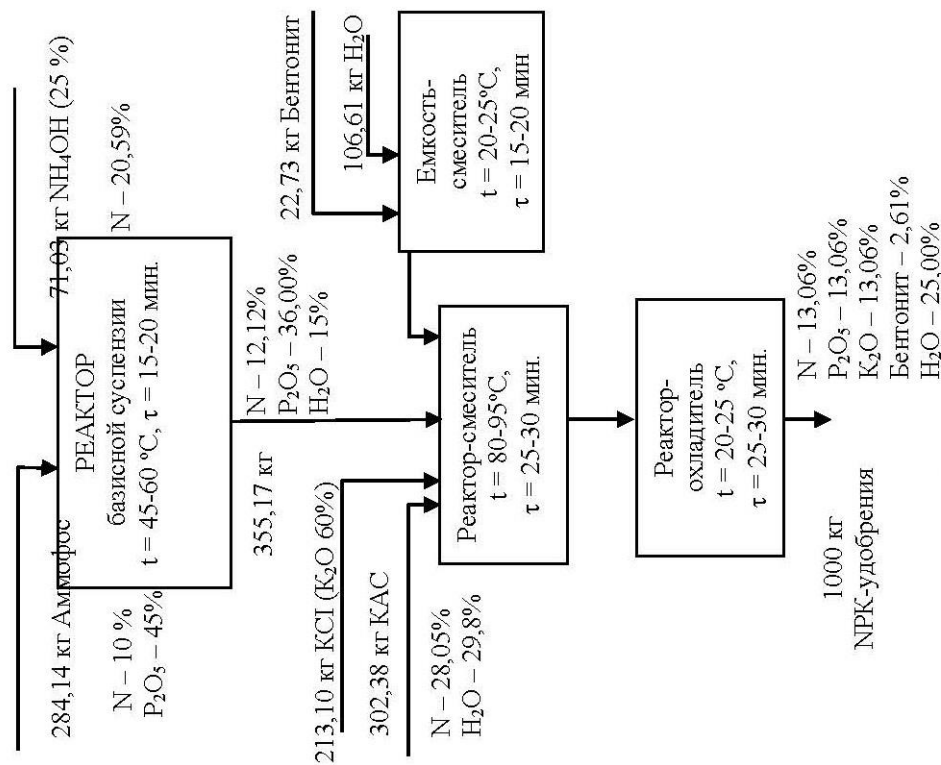 284,14 кг Аммофос
71,03 кг NH₄OH (25 %)
N – 10 %
P₂O₅ – 45%
РЕАКТОР
базисной суспензии
t = 45-60 ºC, τ = 15-20 мин.
N – 20,59%
355,17 кг
N – 12,12%
P₂O₅ – 36,00%
H₂O – 15%
213,10 кг KCl (K₂O 60%)
302,38 кг КАС
N – 28,05%
H₂O – 29,8%
22,73 кг Бентонит
106,61 кг H₂O
Реактор-смеситель
t = 80-95ºC,
τ = 25-30 мин.
Емкость-
смеситель
t = 20-25ºC,
τ = 15-20 мин
Реактор-
охладитель
t = 20-25 ºC,
τ = 25-30 мин.
1000 кг
NPK-удобрения
N – 13,06%
P₂O₅ – 13,06%
K₂O – 13,06%
Бентонит – 2,61%
H₂O – 25,00%